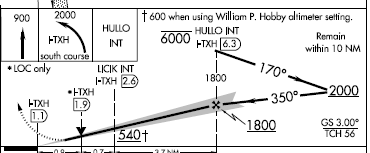 900
2000
I-TXH
south course
HULLO
INT
† 600 when using William P. Hobby altimeter setting.
HULLO INT
6000 I-TXH 6.3
Remain
within 10 NM
* LOC only
LICIK INT
I-TXH 2.6
1800
170°
* I-TXH
1.9
I-TXH
1.1
350°
2000
540†
1800
GS 3.00°
TCH 56
0.8
0.7
3.7 NM